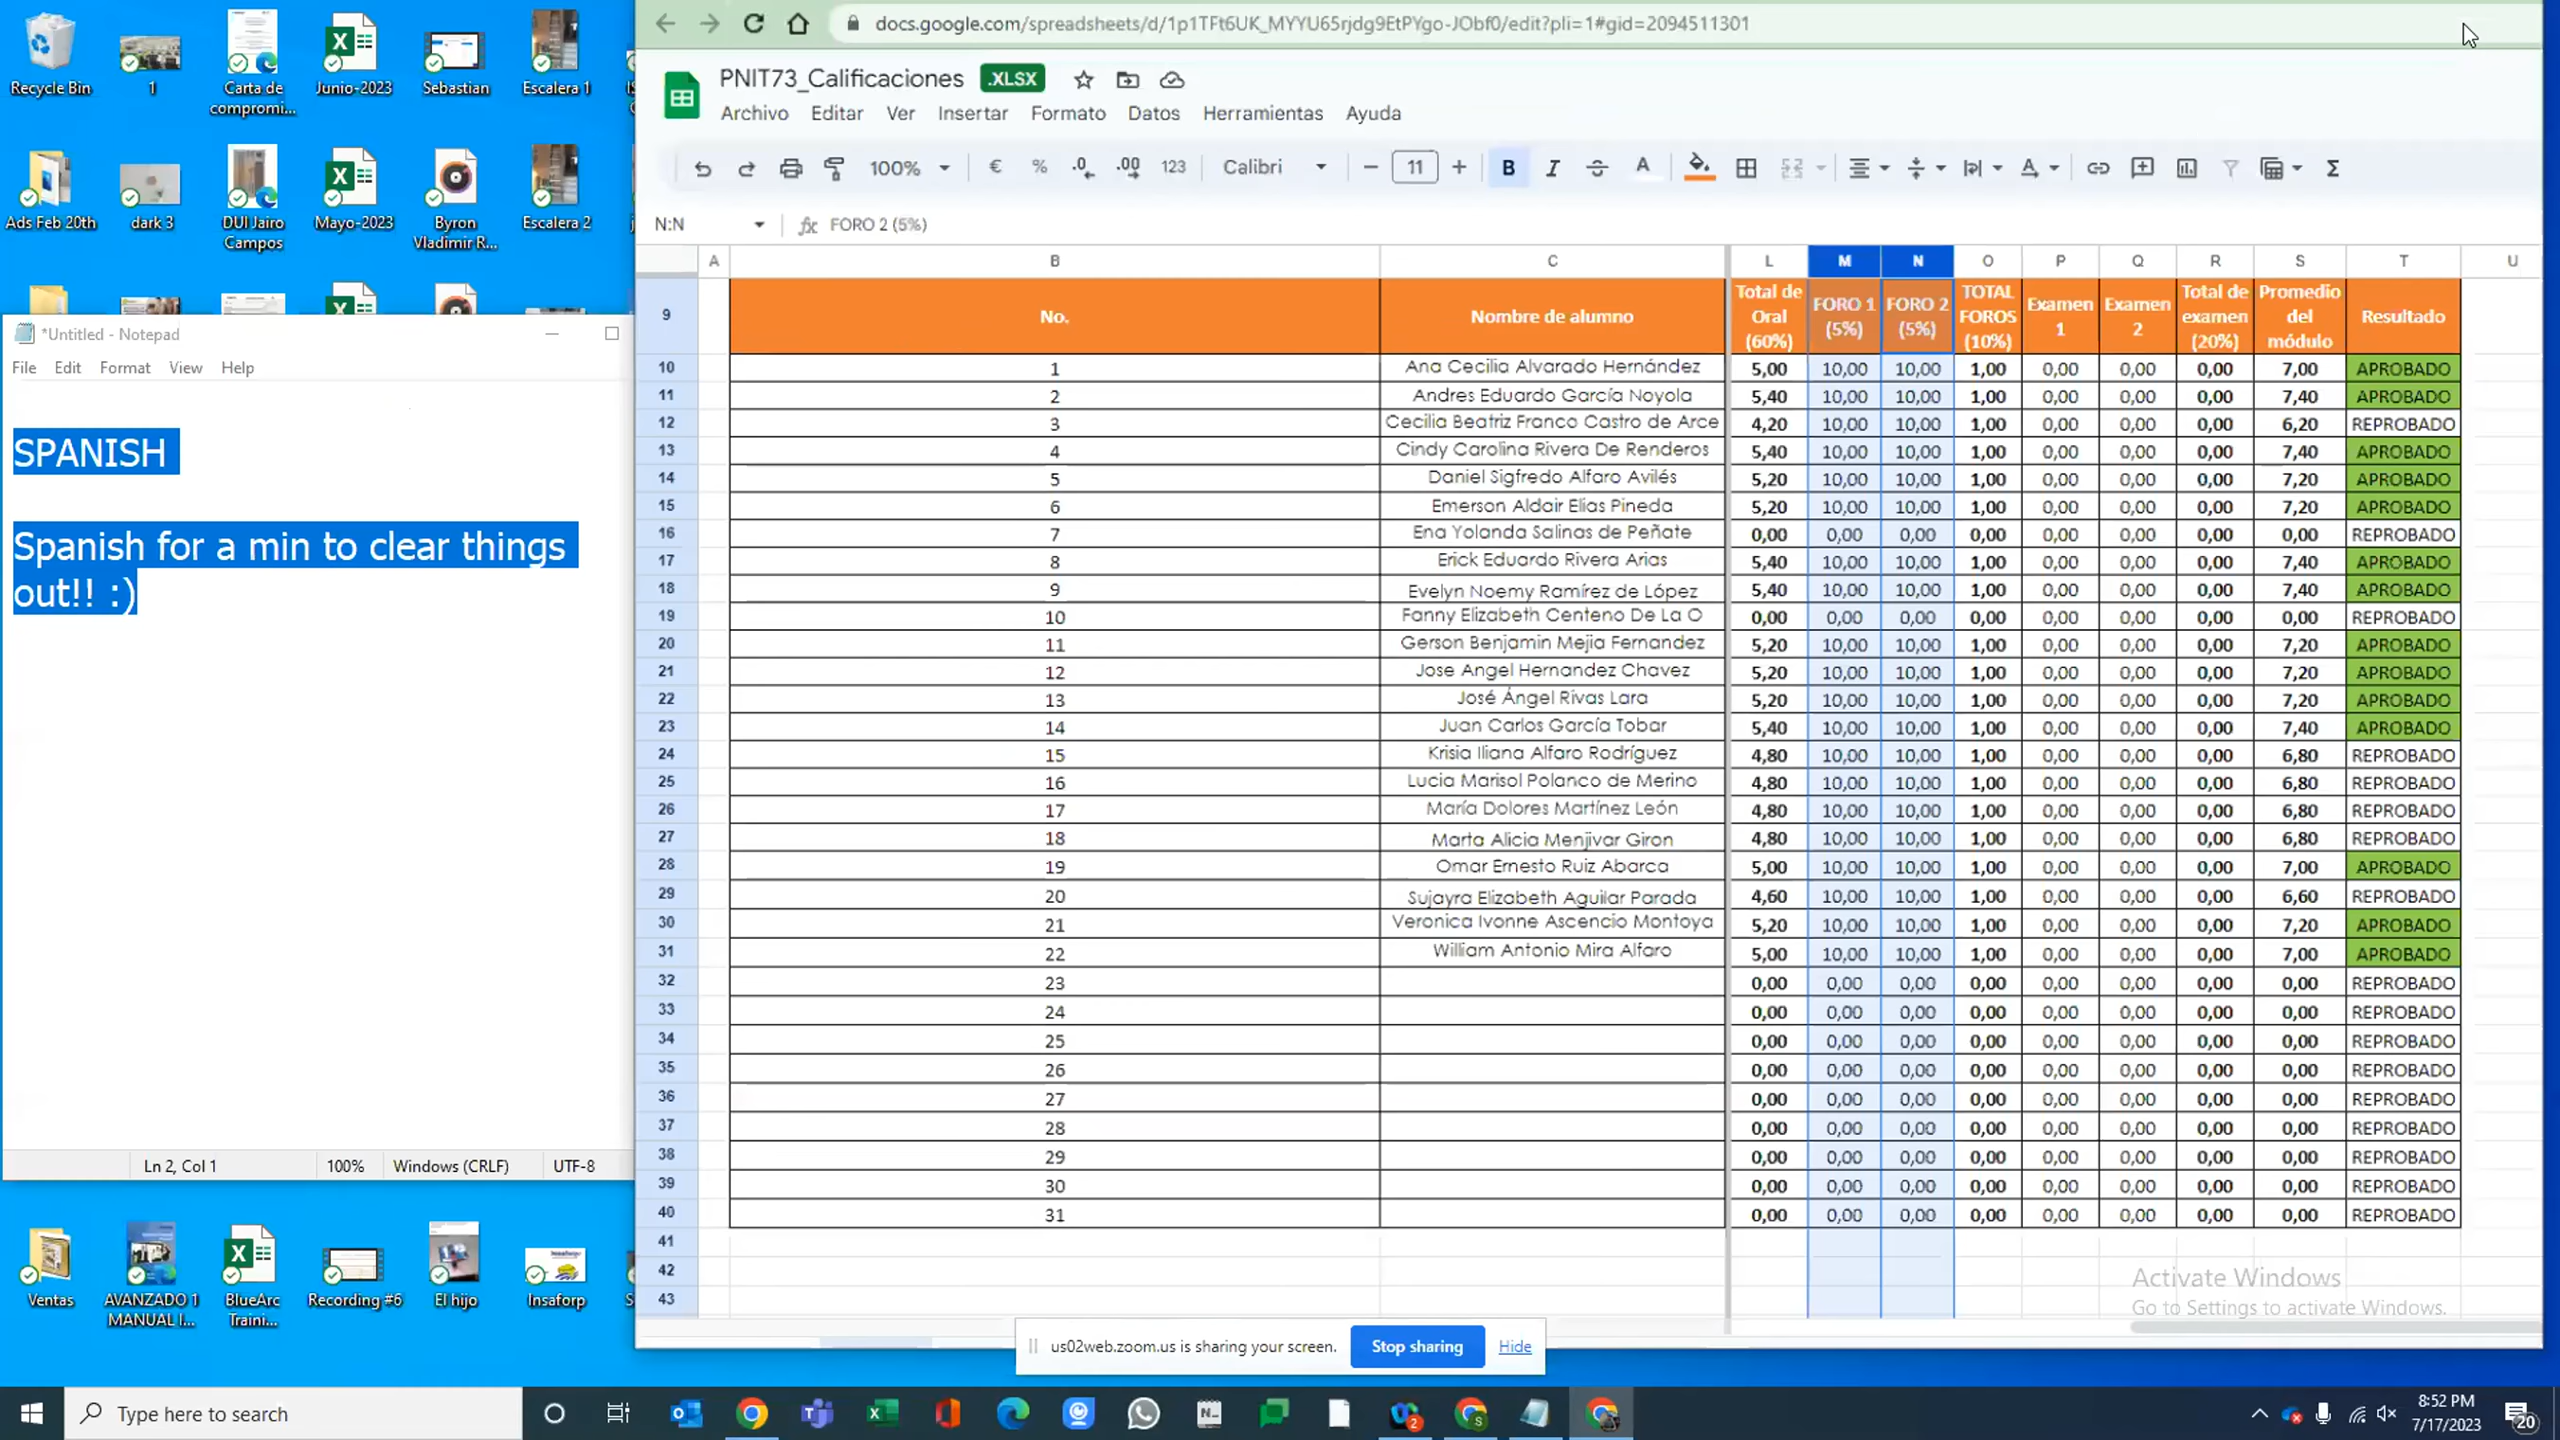 Recycle Bin
1
Carta de
compromi...
Junio-2023
Sebastian
Escalera 1
Ads Feb 20th
dark 3
DUI Jairo
Campos
Mayo-2023
Byron
Vladimir R...
Escalera 2
*Untitled - Notepad
File Edit Format View Help
SPANISH
Spanish for a min to clear things
out!! :)
Ln 2, Col 1 100% Windows (CRLF) UTF-8
Ventas
AVANZADO 1
MANUAL I...
BlueArc
Traini...
Recording #6
El hijo
Insaforp
docs.google.com/spreadsheets/d/1p1TFt6UK_MYYU65rjdg9EtPYgo-JObf0/edit?pli=1#gid=2094511301
PNIT73_Calificaciones .XLSX
Archivo Editar Ver Insertar Formato Datos Herramientas Ayuda
100% € % .0 .00 123 Calibri 11 B I A
N:N fx FORO 2 (5%)
A B C L M N O P Q R S T U
9 No. Nombre de alumno Total de Oral (60%) FORO 1 (5%) FORO 2 (5%) TOTAL FOROS (10%) Examen 1 Examen 2 Total de examen (20%) Promedio del módulo Resultado
10 1 Ana Cecilia Alvarado Hernández 5,00 10,00 10,00 1,00 0,00 0,00 0,00 7,00 APROBADO
11 2 Andres Eduardo García Noyola 5,40 10,00 10,00 1,00 0,00 0,00 0,00 7,40 APROBADO
12 3 Cecilia Beatriz Franco Castro de Arce 4,20 10,00 10,00 1,00 0,00 0,00 0,00 6,20 REPROBADO
13 4 Cindy Carolina Rivera De Renderos 5,40 10,00 10,00 1,00 0,00 0,00 0,00 7,40 APROBADO
14 5 Daniel Sigfredo Alfaro Avilés 5,20 10,00 10,00 1,00 0,00 0,00 0,00 7,20 APROBADO
15 6 Emerson Aldair Elias Pineda 5,20 10,00 10,00 1,00 0,00 0,00 0,00 7,20 APROBADO
16 7 Ena Yolanda Salinas de Peñate 0,00 0,00 0,00 0,00 0,00 0,00 0,00 0,00 REPROBADO
17 8 Erick Eduardo Rivera Arias 5,40 10,00 10,00 1,00 0,00 0,00 0,00 7,40 APROBADO
18 9 Evelyn Noemy Ramírez de López 5,40 10,00 10,00 1,00 0,00 0,00 0,00 7,40 APROBADO
19 10 Fanny Elizabeth Centeno De La O 0,00 0,00 0,00 0,00 0,00 0,00 0,00 0,00 REPROBADO
20 11 Gerson Benjamin Mejia Fernandez 5,20 10,00 10,00 1,00 0,00 0,00 0,00 7,20 APROBADO
21 12 Jose Angel Hernandez Chavez 5,20 10,00 10,00 1,00 0,00 0,00 0,00 7,20 APROBADO
22 13 José Ángel Rivas Lara 5,20 10,00 10,00 1,00 0,00 0,00 0,00 7,20 APROBADO
23 14 Juan Carlos García Tobar 5,40 10,00 10,00 1,00 0,00 0,00 0,00 7,40 APROBADO
24 15 Krisia Iliana Alfaro Rodríguez 4,80 10,00 10,00 1,00 0,00 0,00 0,00 6,80 REPROBADO
25 16 Lucia Marisol Polanco de Merino 4,80 10,00 10,00 1,00 0,00 0,00 0,00 6,80 REPROBADO
26 17 María Dolores Martínez León 4,80 10,00 10,00 1,00 0,00 0,00 0,00 6,80 REPROBADO
27 18 Marta Alicia Menjivar Giron 4,80 10,00 10,00 1,00 0,00 0,00 0,00 6,80 REPROBADO
28 19 Omar Ernesto Ruiz Abarca 5,00 10,00 10,00 1,00 0,00 0,00 0,00 7,00 APROBADO
29 20 Sujayra Elizabeth Aguilar Parada 4,60 10,00 10,00 1,00 0,00 0,00 0,00 6,60 REPROBADO
30 21 Veronica Ivonne Ascencio Montoya 5,20 10,00 10,00 1,00 0,00 0,00 0,00 7,20 APROBADO
31 22 William Antonio Mira Alfaro 5,00 10,00 10,00 1,00 0,00 0,00 0,00 7,00 APROBADO
32 23 0,00 0,00 0,00 0,00 0,00 0,00 0,00 0,00 REPROBADO
33 24 0,00 0,00 0,00 0,00 0,00 0,00 0,00 0,00 REPROBADO
34 25 0,00 0,00 0,00 0,00 0,00 0,00 0,00 0,00 REPROBADO
35 26 0,00 0,00 0,00 0,00 0,00 0,00 0,00 0,00 REPROBADO
36 27 0,00 0,00 0,00 0,00 0,00 0,00 0,00 0,00 REPROBADO
37 28 0,00 0,00 0,00 0,00 0,00 0,00 0,00 0,00 REPROBADO
38 29 0,00 0,00 0,00 0,00 0,00 0,00 0,00 0,00 REPROBADO
39 30 0,00 0,00 0,00 0,00 0,00 0,00 0,00 0,00 REPROBADO
40 31 0,00 0,00 0,00 0,00 0,00 0,00 0,00 0,00 REPROBADO
41
42
43
Activate Windows
Go to Settings to activate Windows.
us02web.zoom.us is sharing your screen. Stop sharing Hide
Type here to search
8:52 PM
7/17/2023
20